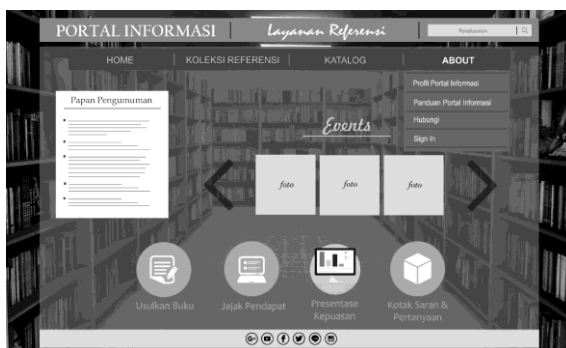 PORTAL INFORMASI
Layanan Referensi
Penelusuran
HOME
KOLEKSI REFERENSI
KATALOG
ABOUT
Profil Portal Informasi
Panduan Portal Informasi
Hubungi
Sign In
Papan Pengumuman
Events
foto
foto
foto
Usulkan Buku
Jajak Pendapat
Presentase
Kepuasan
Kotak Saran &
Pertanyaan